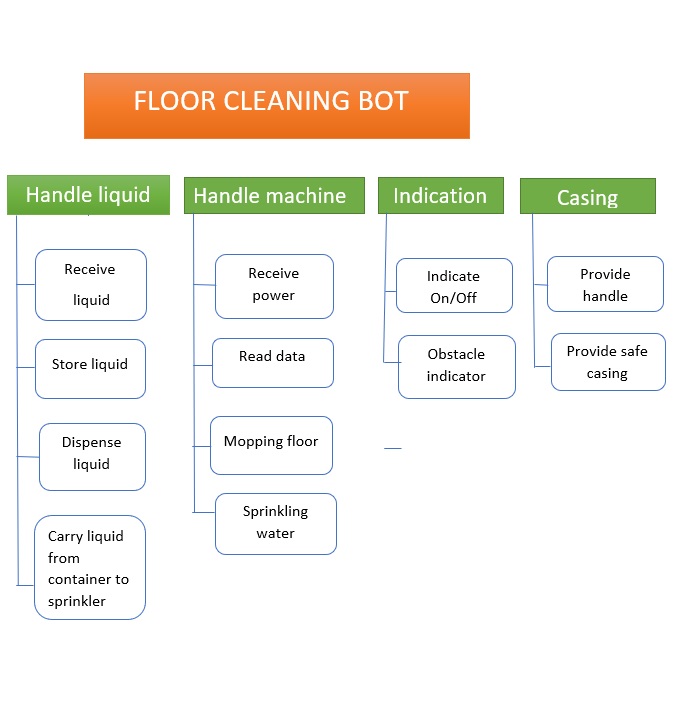 FLOOR CLEANING BOT
Handle liquid
Receive
liquid
Store liquid
Dispense
liquid
Carry liquid
from
container to
sprinkler
Handle machine
Receive
power
Read data
Mopping floor
Sprinkling
water
Indication
Indicate
On/Off
Obstacle
indicator
Casing
Provide
handle
Provide safe
casing